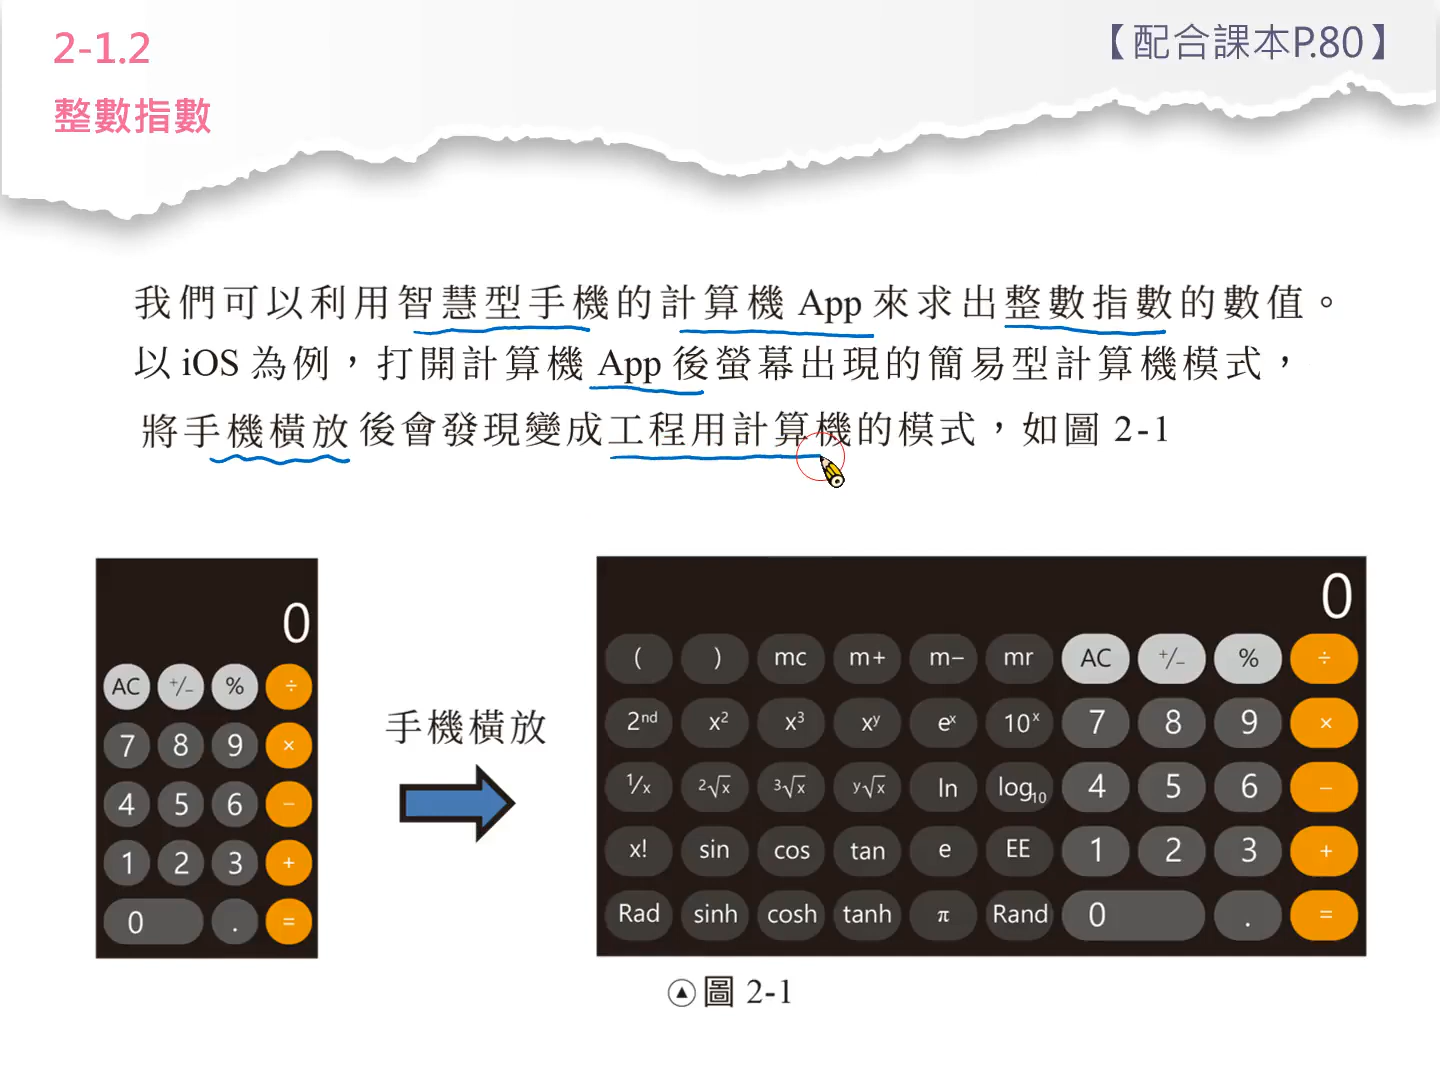 2-1.2
【配合課本P.80】
整數指數
我們可以利用智慧型手機的計算機 App 來求出整數指數的數值。
以 iOS 為例，打開計算機 App 後螢幕出現的簡易型計算機模式，
將手機橫放後會發現變成工程用計算機的模式，如圖 2-1
0
AC +/− % ÷
7 8 9 ×
4 5 6 −
1 2 3 +
0 . =
手機橫放
0
( ) mc m+ m− mr AC +/− % ÷
2nd x² x³ xʸ eˣ 10ˣ 7 8 9 ×
1/x ²√x ³√x ʸ√x ln log₁₀ 4 5 6 −
x! sin cos tan e EE 1 2 3 +
Rad sinh cosh tanh π Rand 0 . =
圖 2-1